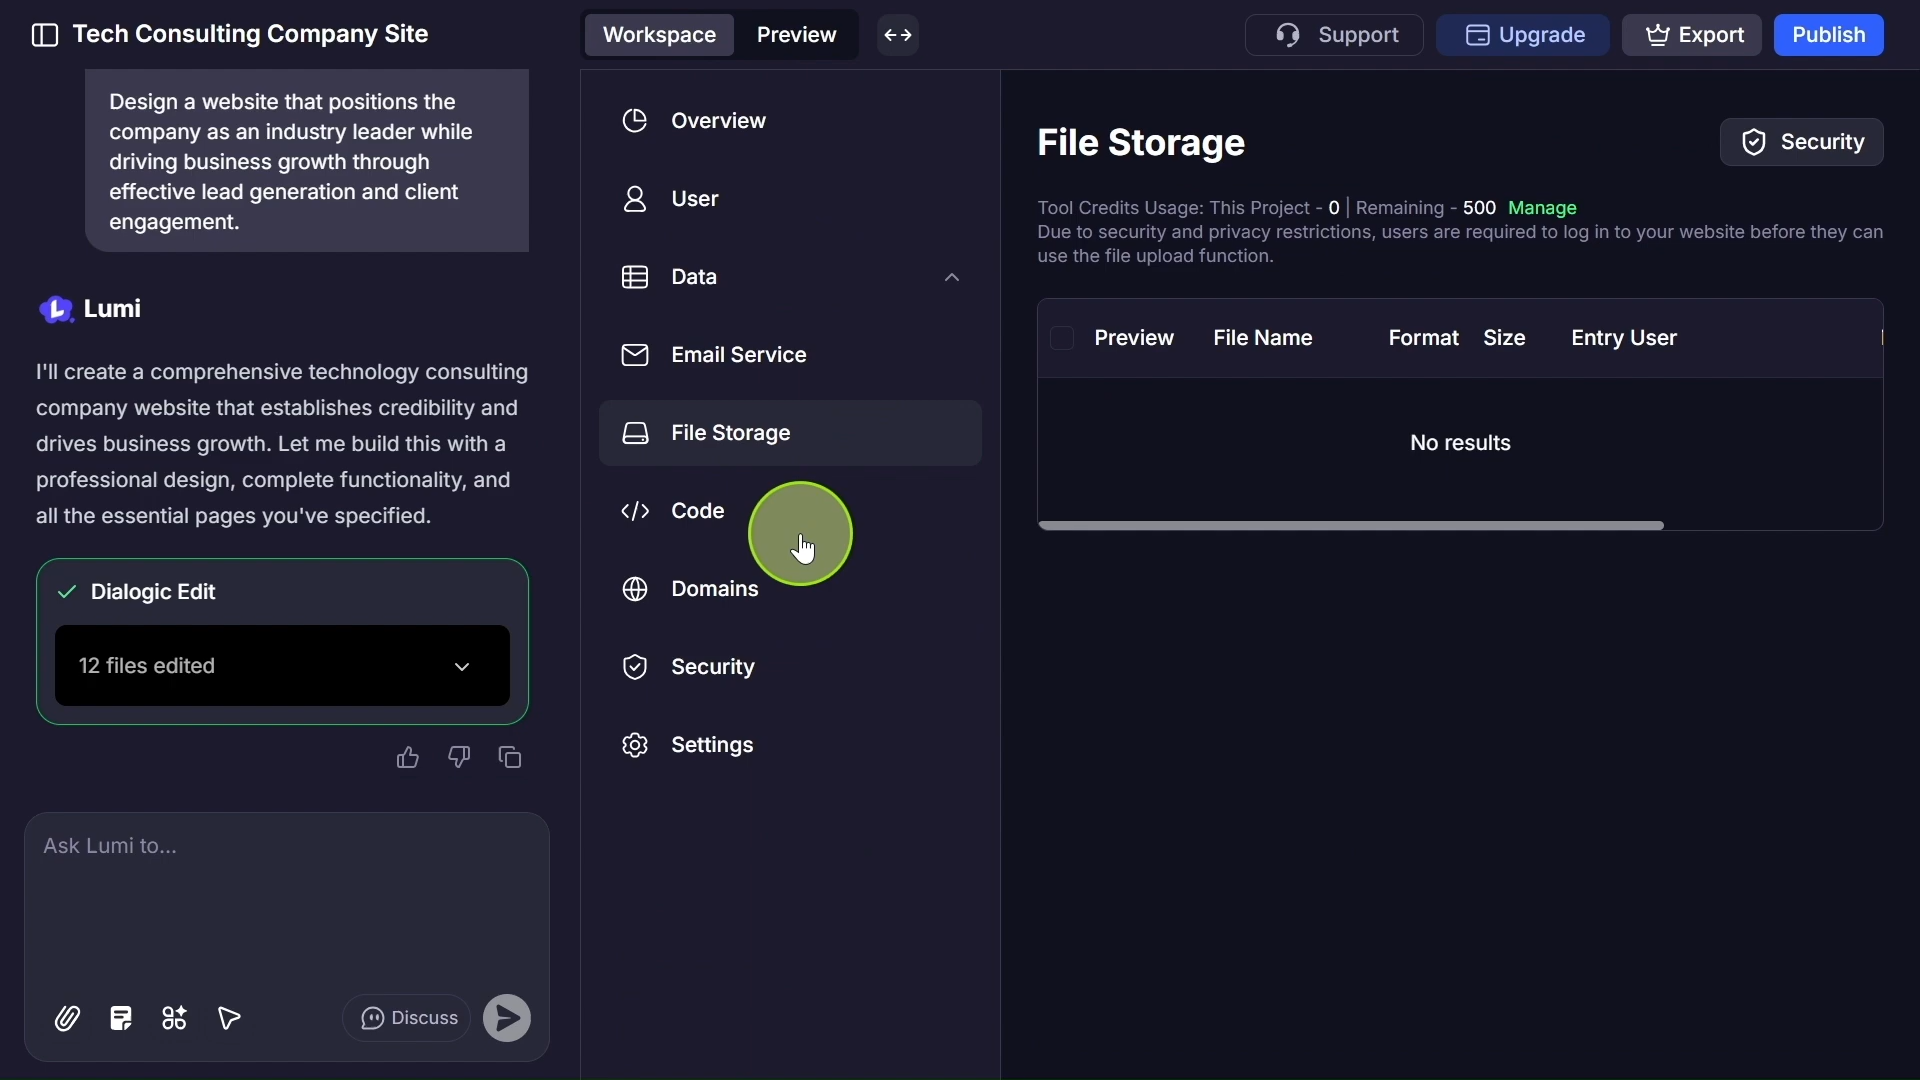 Tech Consulting Company Site
Workspace
Preview
Support
Upgrade
Export
Publish
Design a website that positions the
company as an industry leader while
driving business growth through
effective lead generation and client
engagement.
Lumi
I'll create a comprehensive technology consulting
company website that establishes credibility and
drives business growth. Let me build this with a
professional design, complete functionality, and
all the essential pages you've specified.
Dialogic Edit
12 files edited
Ask Lumi to...
Discuss
Overview
User
Data
Email Service
File Storage
Code
Domains
Security
Settings
File Storage
Security
Tool Credits Usage: This Project - 0 | Remaining - 500 Manage
Due to security and privacy restrictions, users are required to log in to your website before they can
use the file upload function.
Preview File Name Format Size Entry User
No results